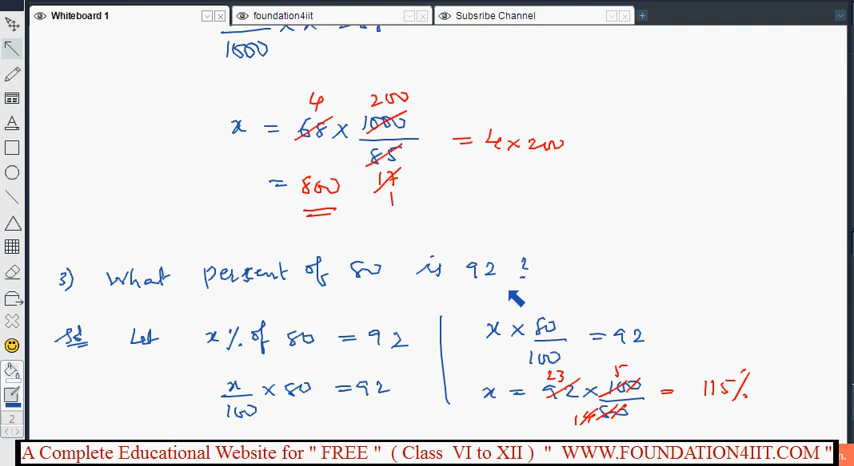 Whiteboard 1 foundation4iit Subsribe Channel
1000
4 200
x = 68 × 1000 = 4 × 200
85
= 800 17
1
3) What percent of 80 is 92 ?
Sol Let x% of 80 = 92
x/100 × 80 = 92
x × 80/100 = 92
23 5
x = 92 × 100/80 = 115%
2
A Complete Educational Website for " FREE " ( Class VI to XII ) " WWW.FOUNDATION4IIT.COM "